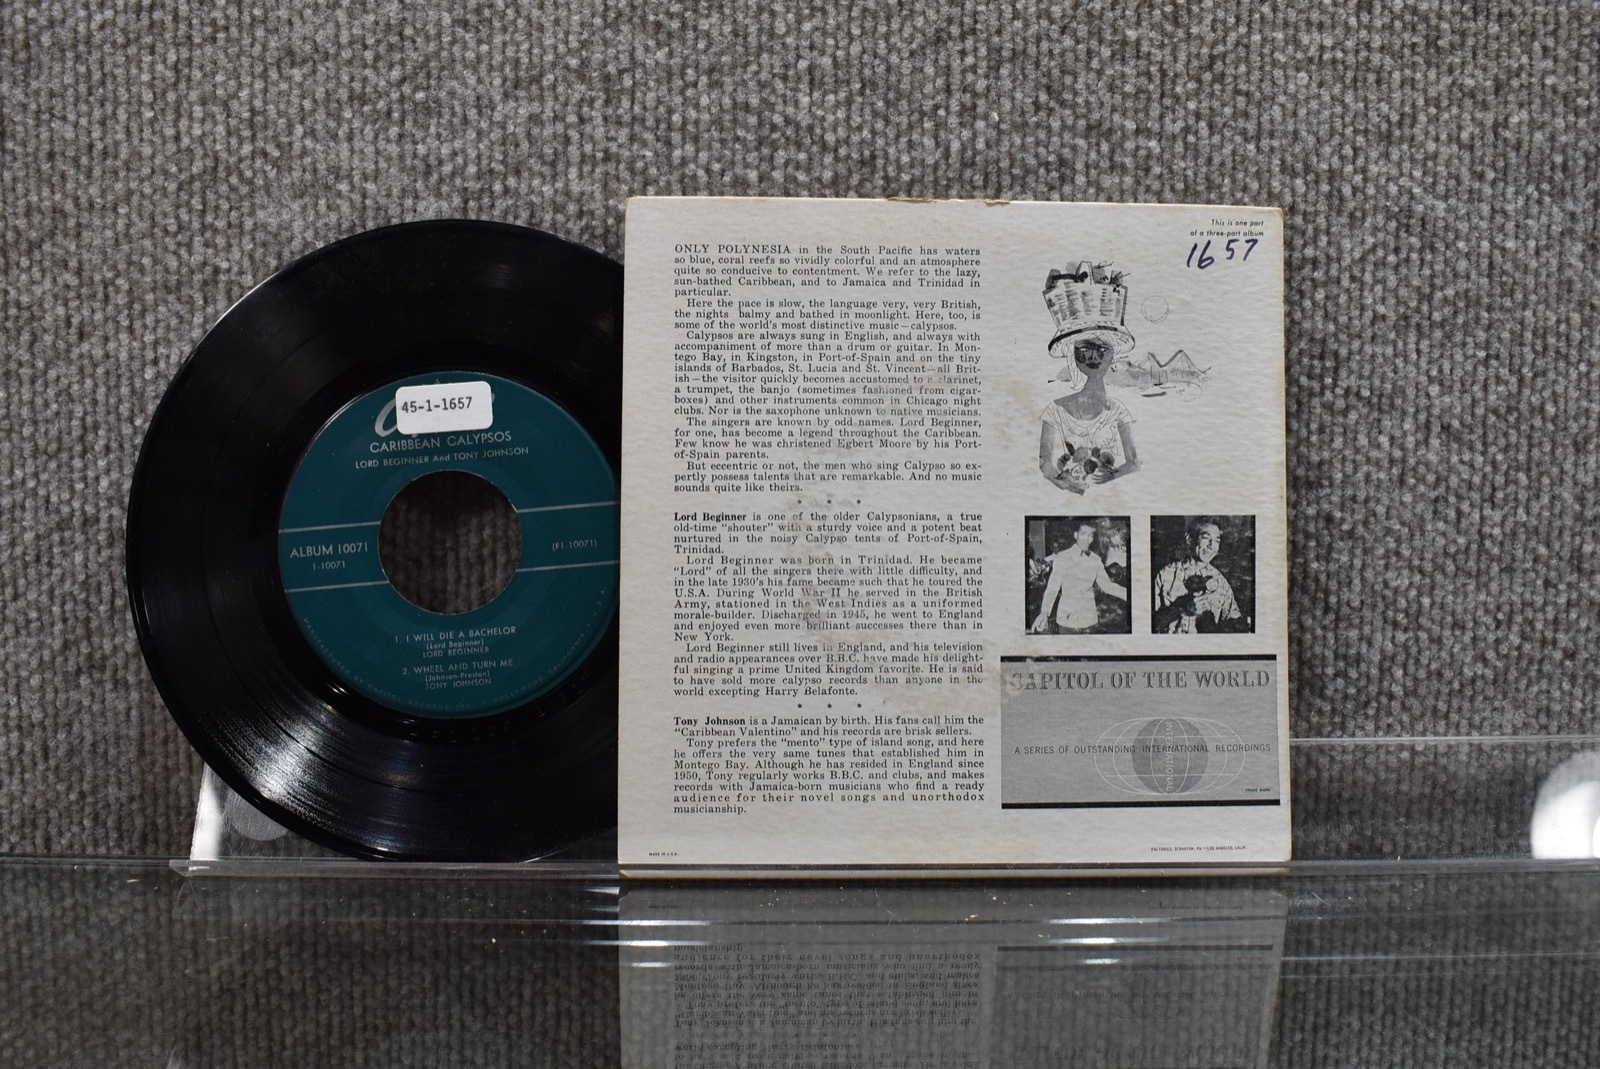 45-1-1657
CARIBBEAN CALYPSOS
LORD BEGINNER And TONY JOHNSON
ALBUM 10071
1-10071
(F1-10071)
1. I WILL DIE A BACHELOR
(Lord Beginner)
LORD BEGINNER
2. WHEEL AND TURN ME
(Johnson-Preston)
TONY JOHNSON
MANUFACTURED BY CAPITOL RECORDS, INC. • HOLLYWOOD, CALIFORNIA, U.S.A.
ONLY POLYNESIA in the South Pacific has waters
so blue, coral reefs so vividly colorful and an atmosphere
quite so conducive to contentment. We refer to the lazy,
sun-bathed Caribbean, and to Jamaica and Trinidad in
particular.
Here the pace is slow, the language very, very British,
the nights balmy and bathed in moonlight. Here, too, is
some of the world's most distinctive music—calypsos.
Calypsos are always sung in English, and always with
accompaniment of more than a drum or guitar. In Mon-
tego Bay, in Kingston, in Port-of-Spain and on the tiny
islands of Barbados, St. Lucia and St. Vincent—all Brit-
ish—the visitor quickly becomes accustomed to a clarinet,
a trumpet, the banjo (sometimes fashioned from cigar-
boxes) and other instruments common in Chicago night
clubs. Nor is the saxophone unknown to native musicians.
The singers are known by odd names. Lord Beginner,
for one, has become a legend throughout the Caribbean.
Few know he was christened Egbert Moore by his Port-
of-Spain parents.
But eccentric or not, the men who sing Calypso so ex-
pertly possess talents that are remarkable. And no music
sounds quite like theirs.
* * *
Lord Beginner is one of the older Calypsonians, a true
old-time "shouter" with a sturdy voice and a potent beat
nurtured in the noisy Calypso tents of Port-of-Spain,
Trinidad.
Lord Beginner was born in Trinidad. He became
"Lord" of all the singers there with little difficulty, and
in the late 1930's his fame became such that he toured the
U.S.A. During World War II he served in the British
Army, stationed in the West Indies as a uniformed
morale-builder. Discharged in 1945, he went to England
and enjoyed even more brilliant successes there than in
New York.
Lord Beginner still lives in England, and his television
and radio appearances over B.B.C. have made his delight-
ful singing a prime United Kingdom favorite. He is said
to have sold more calypso records than anyone in the
world excepting Harry Belafonte.
* * *
Tony Johnson is a Jamaican by birth. His fans call him the
"Caribbean Valentino" and his records are brisk sellers.
Tony prefers the "mento" type of island song, and here
he offers the very same tunes that established him in
Montego Bay. Although he has resided in England since
1950, Tony regularly works B.B.C. and clubs, and makes
records with Jamaica-born musicians who find a ready
audience for their novel songs and unorthodox
musicianship.
MADE IN U.S.A.
This is one part
of a three-part album
1657
CAPITOL OF THE WORLD
A SERIES OF OUTSTANDING INTERNATIONAL RECORDINGS
INTERNATIONAL
TRADE MARK
FACTORIES: SCRANTON, PA.—LOS ANGELES, CALIF.